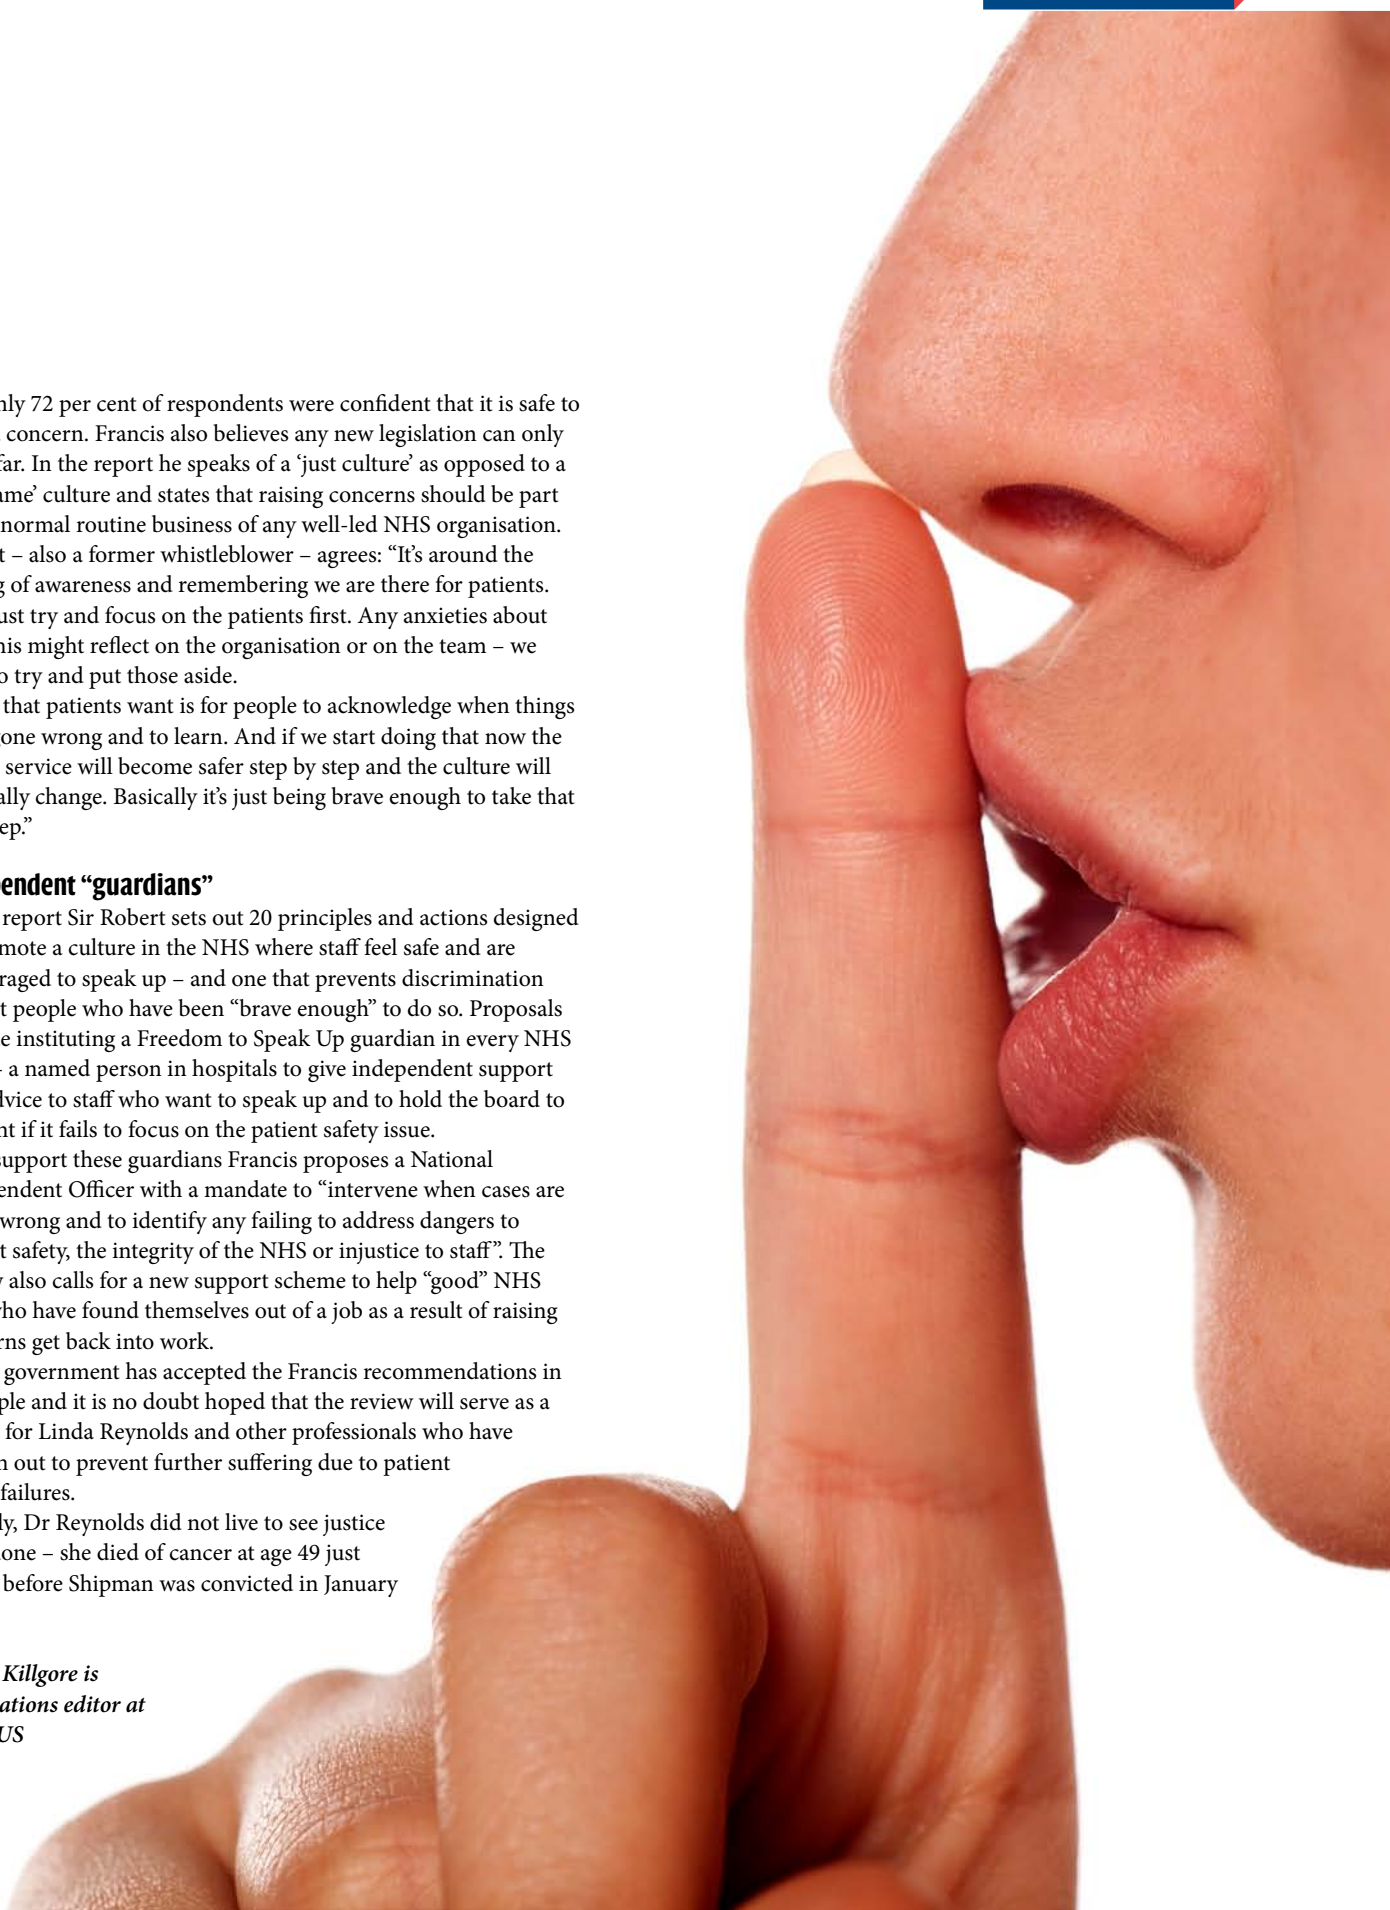 nly 72 per cent of respondents were confident that it is safe to
concern. Francis also believes any new legislation can only
far. In the report he speaks of a ‘just culture’ as opposed to a
ame’ culture and states that raising concerns should be part
normal routine business of any well-led NHS organisation.
t – also a former whistleblower – agrees: “It’s around the
g of awareness and remembering we are there for patients.
ust try and focus on the patients first. Any anxieties about
his might reflect on the organisation or on the team – we
o try and put those aside.
that patients want is for people to acknowledge when things
gone wrong and to learn. And if we start doing that now the
service will become safer step by step and the culture will
ally change. Basically it’s just being brave enough to take that
ep.”
endent “guardians”
report Sir Robert sets out 20 principles and actions designed
mote a culture in the NHS where staff feel safe and are
raged to speak up – and one that prevents discrimination
t people who have been “brave enough” to do so. Proposals
e instituting a Freedom to Speak Up guardian in every NHS
– a named person in hospitals to give independent support
dvice to staff who want to speak up and to hold the board to
nt if it fails to focus on the patient safety issue.
support these guardians Francis proposes a National
endent Officer with a mandate to “intervene when cases are
wrong and to identify any failing to address dangers to
t safety, the integrity of the NHS or injustice to staff”. The
also calls for a new support scheme to help “good” NHS
who have found themselves out of a job as a result of raising
rns get back into work.
government has accepted the Francis recommendations in
ple and it is no doubt hoped that the review will serve as a
for Linda Reynolds and other professionals who have
n out to prevent further suffering due to patient
failures.
ly, Dr Reynolds did not live to see justice
one – she died of cancer at age 49 just
before Shipman was convicted in January
Killgore is
ations editor at
US